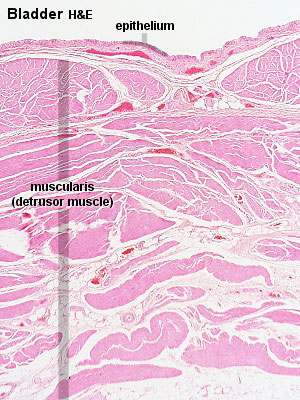 Bladder H&E
epithelium
muscularis
(detrusor muscle)